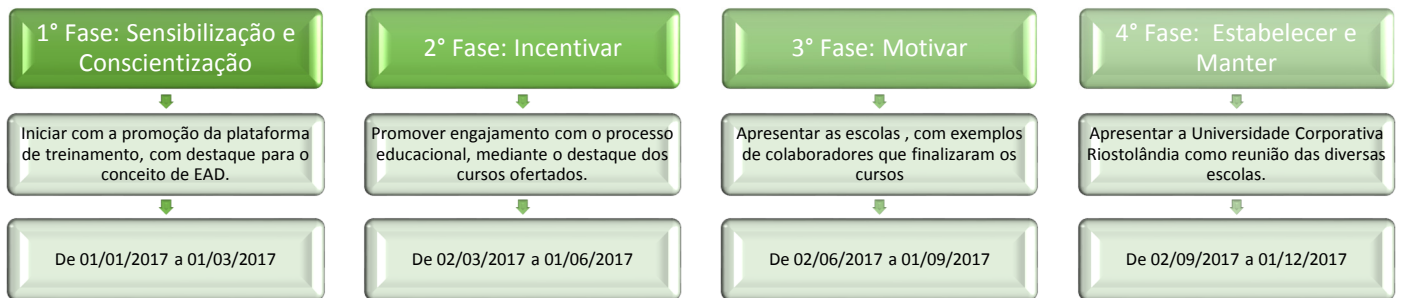 1° Fase: Sensibilização e
Conscientização
Iniciar com a promoção da plataforma
de treinamento, com destaque para o
conceito de EAD.
De 01/01/2017 a 01/03/2017
2° Fase: Incentivar
Promover engajamento com o processo
educacional, mediante o destaque dos
cursos ofertados.
De 02/03/2017 a 01/06/2017
3° Fase: Motivar
Apresentar as escolas , com exemplos
de colaboradores que finalizaram os
cursos
De 02/06/2017 a 01/09/2017
4° Fase: Estabelecer e
Manter
Apresentar a Universidade Corporativa
Riostolândia como reunião das diversas
escolas.
De 02/09/2017 a 01/12/2017